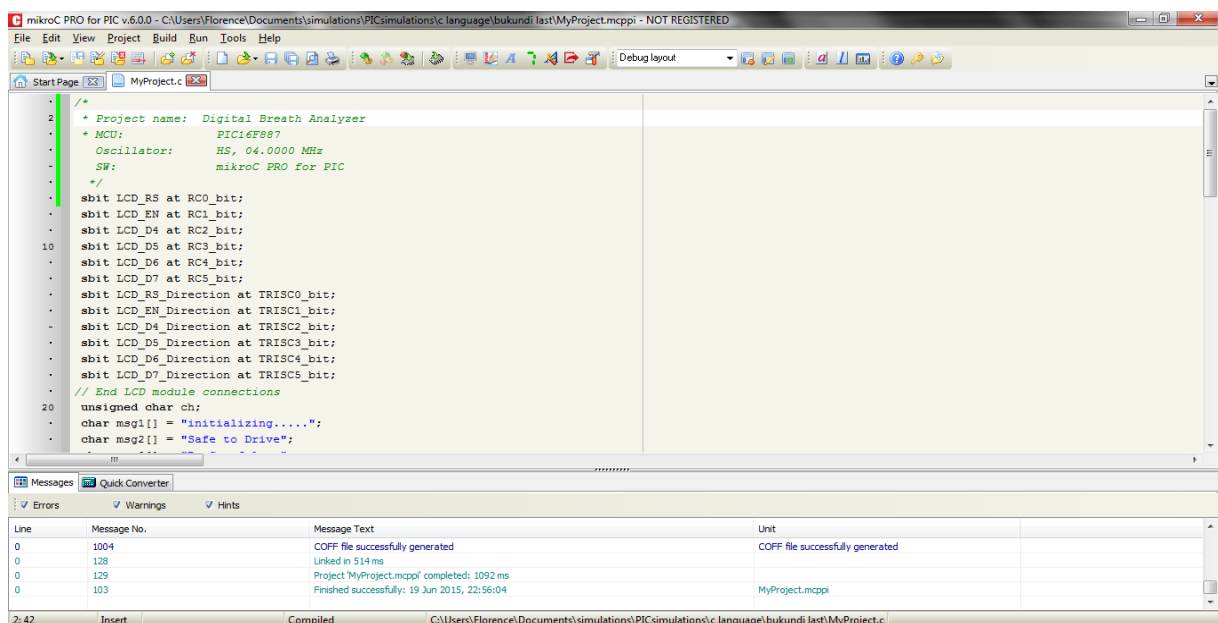 mikroC PRO for PIC v.6.0.0 - C:\Users\Florence\Documents\simulations\PICsimulations\c language\bukundi last\MyProject.mcppi - NOT REGISTERED
File Edit View Project Build Run Tools Help
Debug layout
Start Page MyProject.c
/*
2 * Project name: Digital Breath Analyzer
* MCU: PIC16F887
Oscillator: HS, 04.0000 MHz
SW: mikroC PRO for PIC
*/
sbit LCD_RS at RC0_bit;
sbit LCD_EN at RC1_bit;
sbit LCD_D4 at RC2_bit;
10 sbit LCD_D5 at RC3_bit;
sbit LCD_D6 at RC4_bit;
sbit LCD_D7 at RC5_bit;
sbit LCD_RS_Direction at TRISC0_bit;
sbit LCD_EN_Direction at TRISC1_bit;
sbit LCD_D4_Direction at TRISC2_bit;
sbit LCD_D5_Direction at TRISC3_bit;
sbit LCD_D6_Direction at TRISC4_bit;
sbit LCD_D7_Direction at TRISC5_bit;
// End LCD module connections
20 unsigned char ch;
char msg1[] = "initializing.....";
char msg2[] = "Safe to Drive";
Messages Quick Converter
Errors Warnings Hints
Line Message No. Message Text Unit
0 1004 COFF file successfully generated COFF file successfully generated
0 128 Linked in 514 ms
0 129 Project 'MyProject.mcppi' completed: 1092 ms
0 103 Finished successfully: 19 Jun 2015, 22:56:04 MyProject.mcppi
2: 42 Insert Compiled C:\Users\Florence\Documents\simulations\PICsimulations\c language\bukundi last\MyProject.c